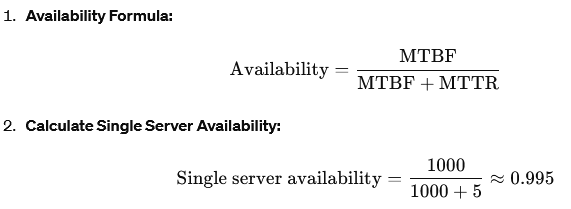 1. Availability Formula:
Availability = MTBF / (MTBF + MTTR)
2. Calculate Single Server Availability:
Single server availability = 1000 / (1000 + 5) ≈ 0.995